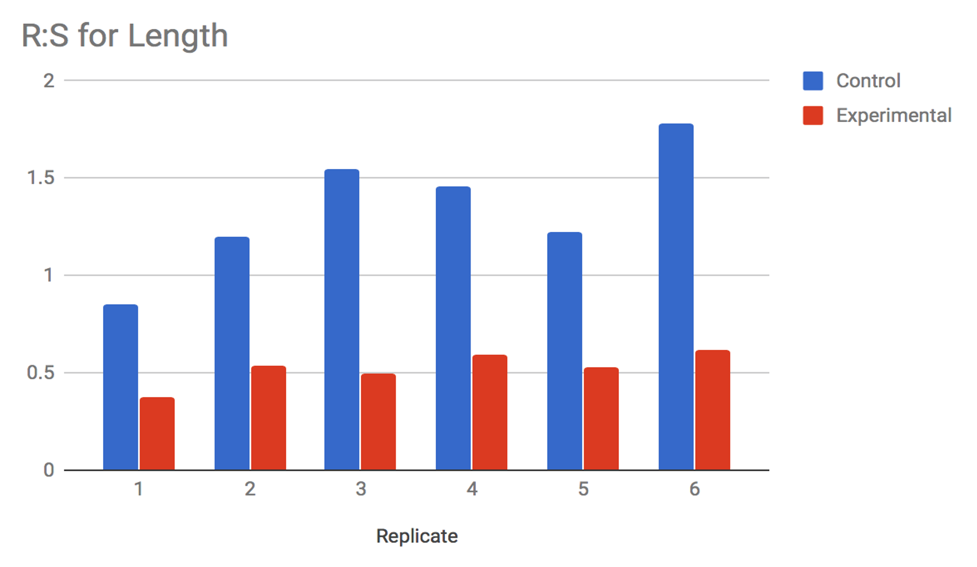 R:S for Length
2
1.5
1
0.5
0
Control
Experimental
1 2 3 4 5 6
Replicate